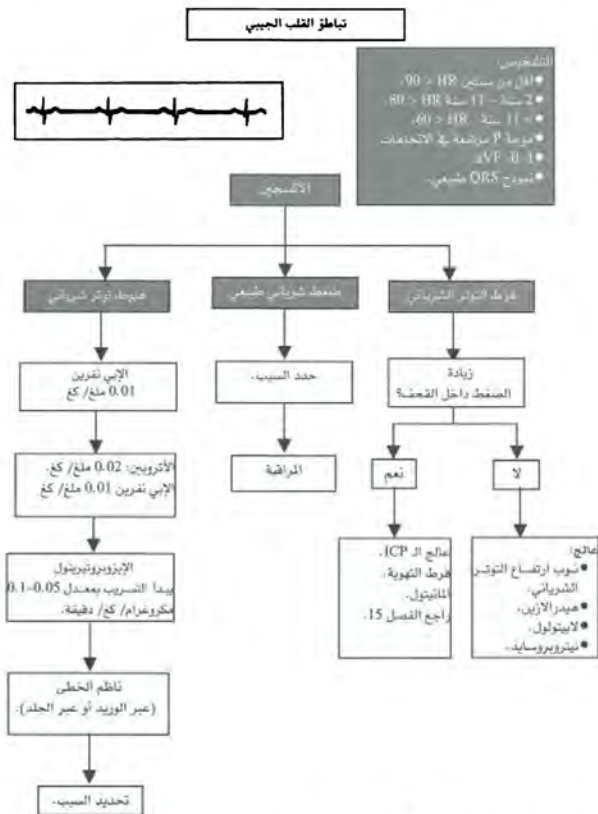 تباطؤ القلب الجيبي
التشخيص:
●أقل من سنتين HR < 90.
●2 سنة – 11 سنة HR < 80.
HR < 60.
●موجة P في الاتجاهات
aVF
●نموذج QRS طبيعي.
الأكسجين
فرط التوتر الشرياني
ضغط شرياني طبيعي
هبوط توتر شرياني
زيادة
الضغط داخل القحف؟
حدد السبب.
الإبي نفرين
0.01 ملغ/ كغ
لا
نعم
المراقبة
الأتروبين: 0.02 ملغ/ كغ.
الإبي نفرين 0.01 ملغ/ كغ
عالج:
●نوب ارتفاع التوتر
الشرياني.
●هيدرالازين.
●لابيتولول.
●نيتروبروسايد.
عالج الـ ICP.
فرط التهوية.
المانيتول.
راجع الفصل 15.
الإيزوبروتيرينول
يبدأ التسريب بمعدل 0.05–0.1
مكروغرام/ كغ/ دقيقة.
ناظم الخطى
(عبر الوريد أو عبر الجلد).
تحديد السبب.